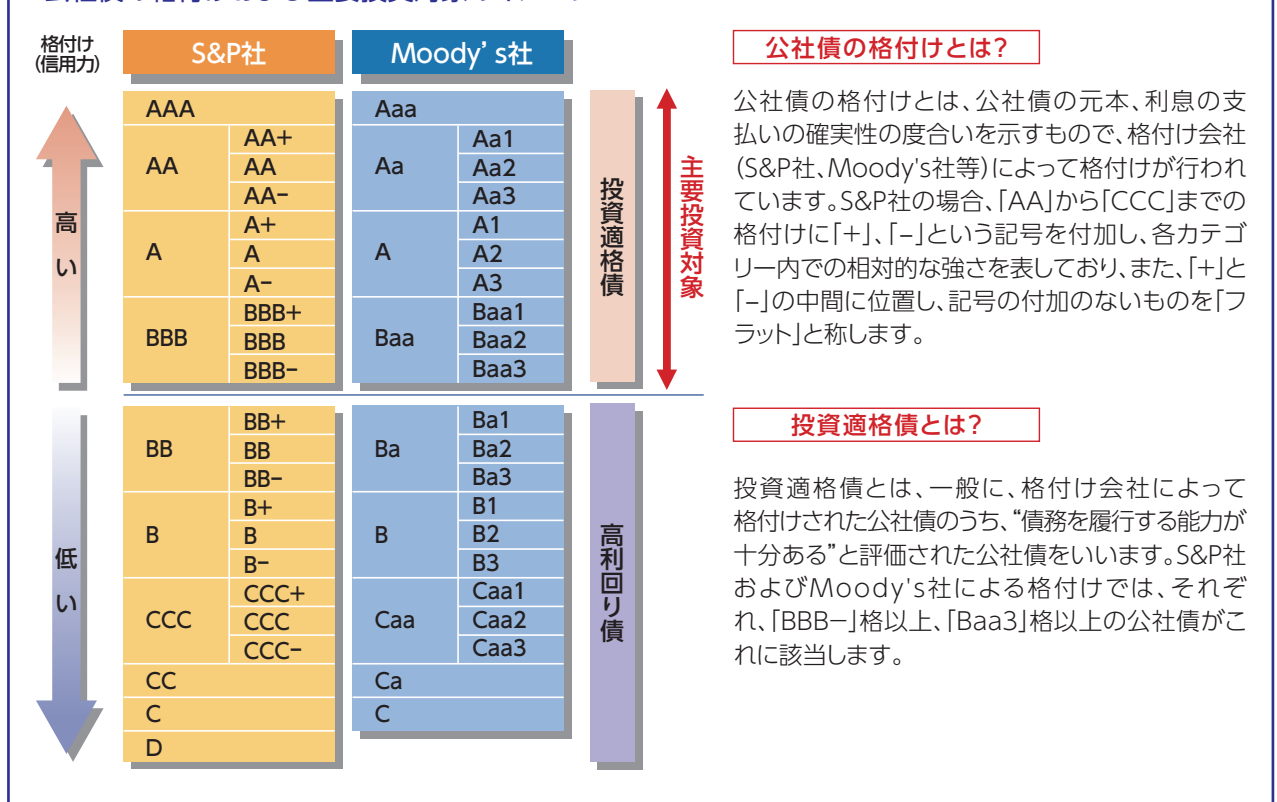 格付け
(信用力)
S&P社
Moody's社
高い
低い
AAA
AA
AA+
AA
AA−
A
A+
A
A−
BBB
BBB+
BBB
BBB−
BB
BB+
BB
BB−
B
B+
B
B−
CCC
CCC+
CCC
CCC−
CC
C
D
Aaa
Aa
Aa1
Aa2
Aa3
A
A1
A2
A3
Baa
Baa1
Baa2
Baa3
Ba
Ba1
Ba2
Ba3
B
B1
B2
B3
Caa
Caa1
Caa2
Caa3
Ca
C
投資適格債
高利回り債
主要投資対象
公社債の格付けとは?
公社債の格付けとは、公社債の元本、利息の支
払いの確実性の度合いを示すもので、格付け会社
(S&P社、Moody's社等)によって格付けが行われ
ています。S&P社の場合、「AA」から「CCC」までの
格付けに「+」、「−」という記号を付加し、各カテゴ
リー内での相対的な強さを表しており、また、「+」と
「−」の中間に位置し、記号の付加のないものを「フ
ラット」と称します。
投資適格債とは?
投資適格債とは、一般に、格付け会社によって
格付けされた公社債のうち、“債務を履行する能力が
十分ある”と評価された公社債をいいます。S&P社
およびMoody's社による格付けでは、それぞ
れ、「BBB−」格以上、「Baa3」格以上の公社債がこ
れに該当します。